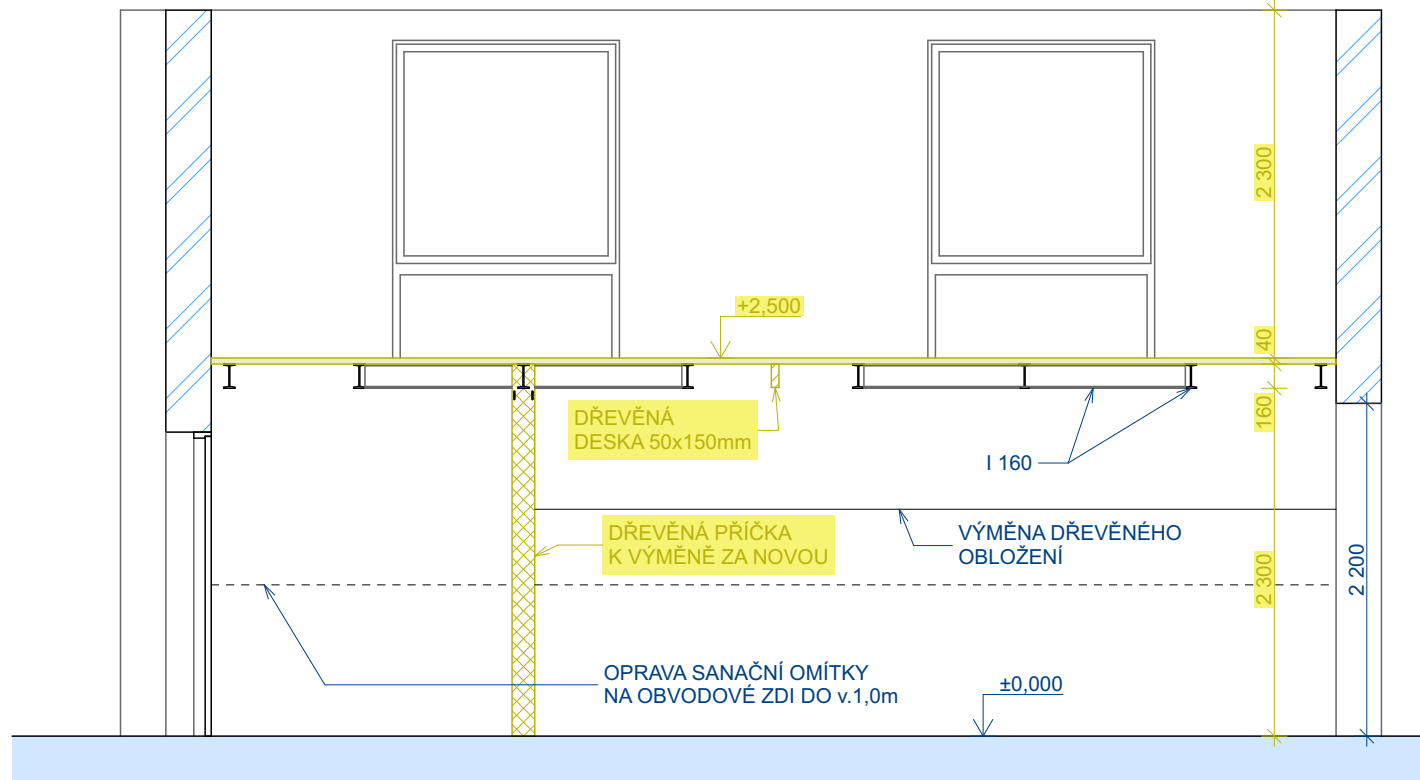 2 300
+2,500
40
DŘEVĚNÁ
DESKA 50x150mm
160
I 160
DŘEVĚNÁ PŘÍČKA
K VÝMĚNĚ ZA NOVOU
VÝMĚNA DŘEVĚNÉHO
OBLOŽENÍ
2 300
2 200
OPRAVA SANAČNÍ OMÍTKY
NA OBVODOVÉ ZDI DO v.1,0m
±0,000